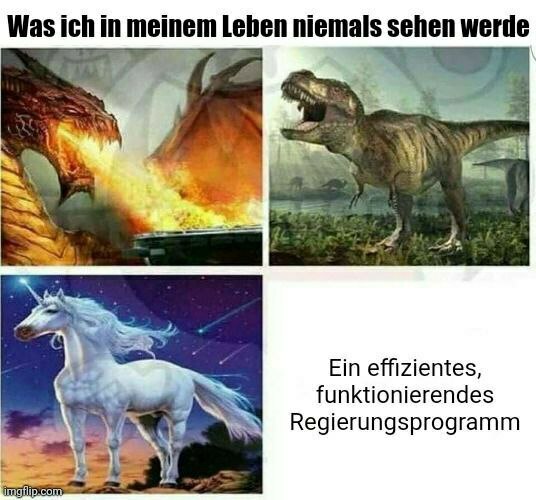 Was ich in meinem Leben niemals sehen werde
Ein effizientes,
funktionierendes
Regierungsprogramm
imgflip.com